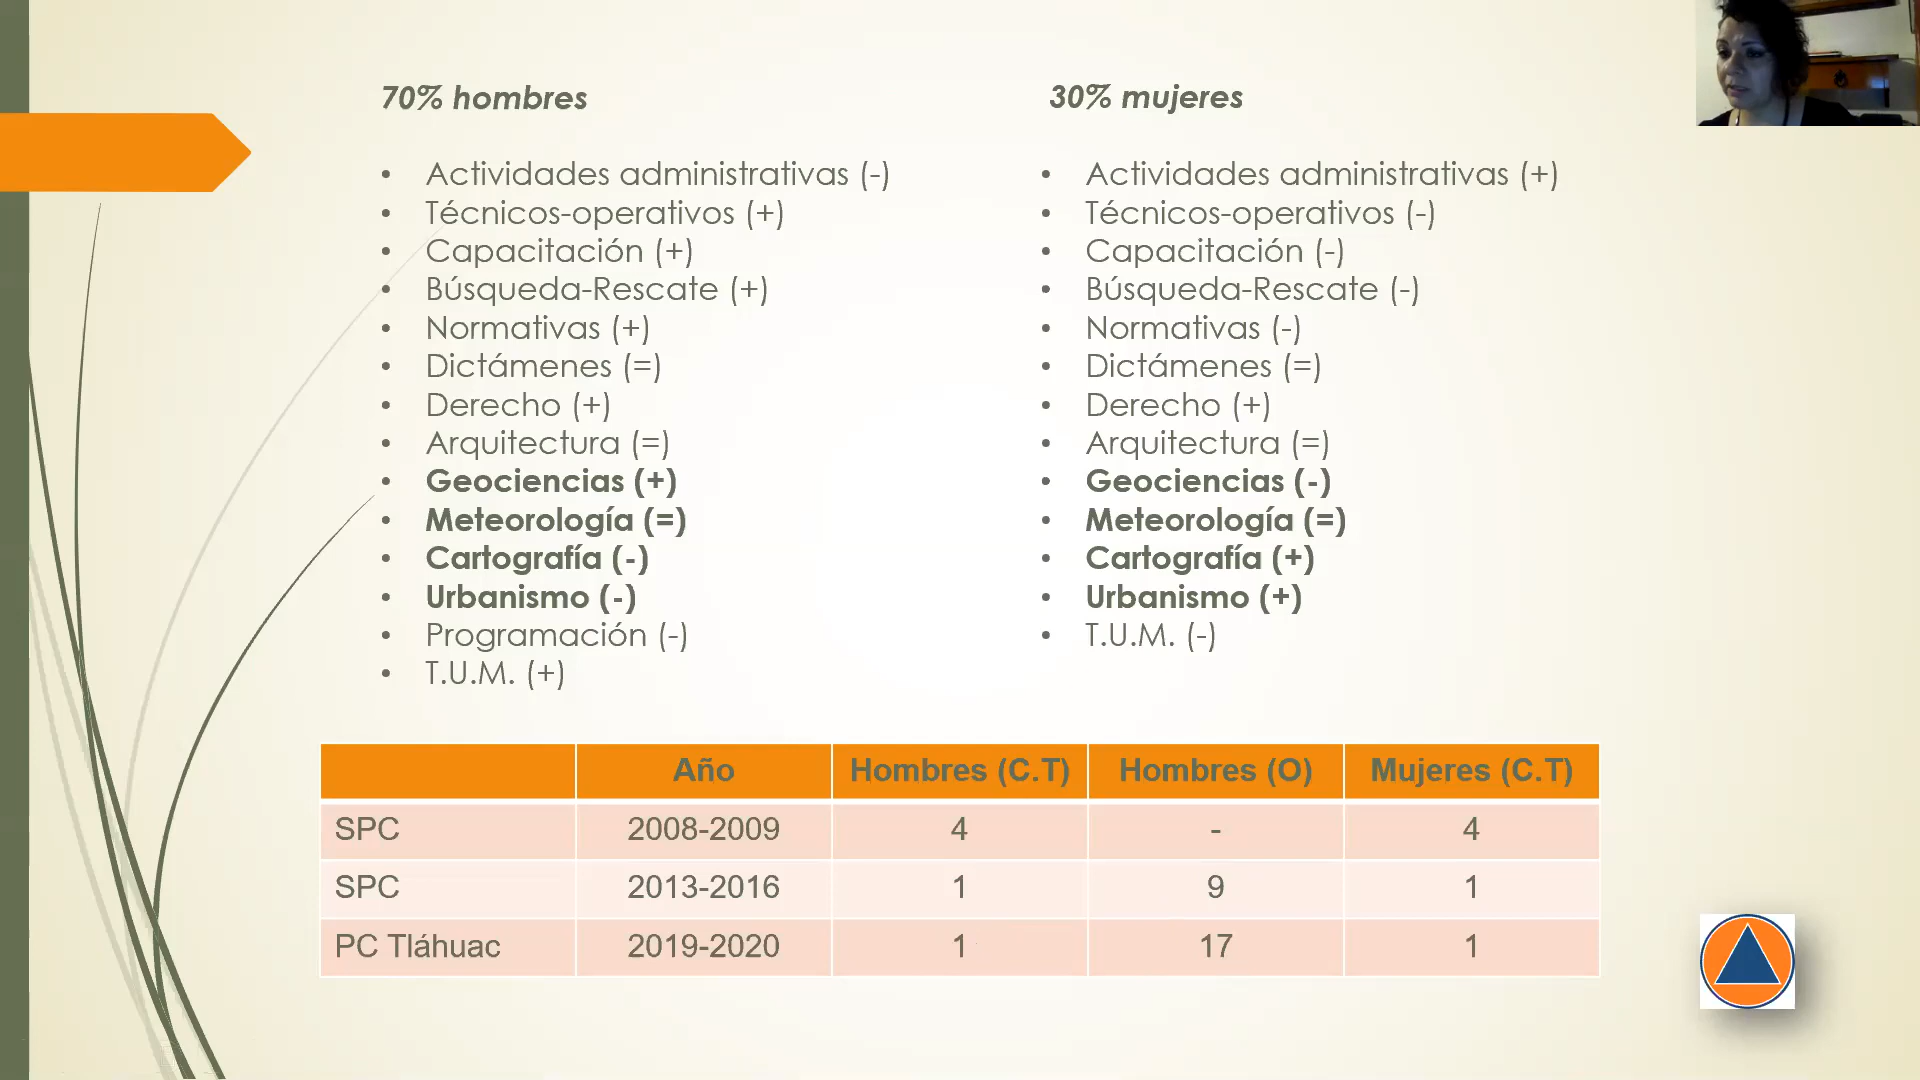 70% hombres
• Actividades administrativas (-)
• Técnicos-operativos (+)
• Capacitación (+)
• Búsqueda-Rescate (+)
• Normativas (+)
• Dictámenes (=)
• Derecho (+)
• Arquitectura (=)
• Geociencias (+)
• Meteorología (=)
• Cartografía (-)
• Urbanismo (-)
• Programación (-)
• T.U.M. (+)
30% mujeres
• Actividades administrativas (+)
• Técnicos-operativos (-)
• Capacitación (-)
• Búsqueda-Rescate (-)
• Normativas (-)
• Dictámenes (=)
• Derecho (+)
• Arquitectura (=)
• Geociencias (-)
• Meteorología (=)
• Cartografía (+)
• Urbanismo (+)
• T.U.M. (-)
Año Hombres (C.T) Hombres (O) Mujeres (C.T)
SPC 2008-2009 4 - 4
SPC 2013-2016 1 9 1
PC Tláhuac 2019-2020 1 17 1